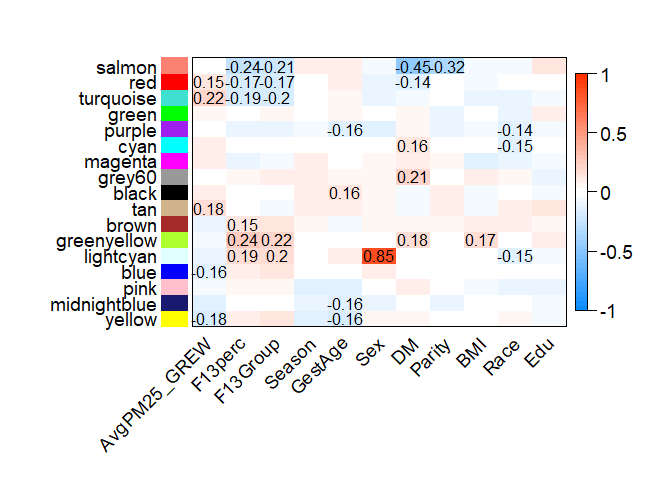 salmon -0.24 -0.21 -0.45 -0.32
red 0.15 -0.17 -0.17 -0.14
turquoise 0.22 -0.19 -0.2
green
purple -0.16 -0.14
cyan 0.16 -0.15
magenta
grey60 0.21
black 0.16
tan 0.18
brown 0.15
greenyellow 0.24 0.22 0.18 0.17
lightcyan 0.19 0.2 0.85 -0.15
blue -0.16
pink
midnightblue -0.16
yellow -0.18 -0.16
AvgPM25_GREW F13perc F13Group Season GestAge Sex DM Parity BMI Race Edu
1
0.5
0
-0.5
-1